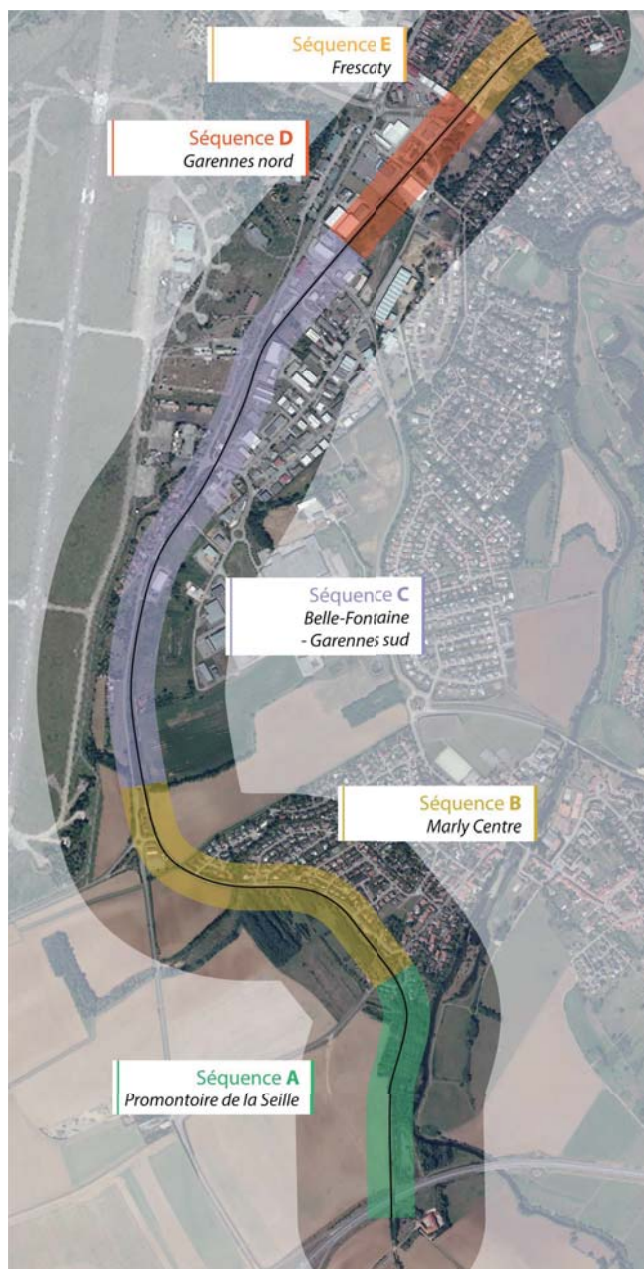 Séquence E
Frescaty
Séquence D
Garennes nord
Séquence C
Belle-Fontaine
- Garennes sud
Séquence B
Marly Centre
Séquence A
Promontoire de la Seille